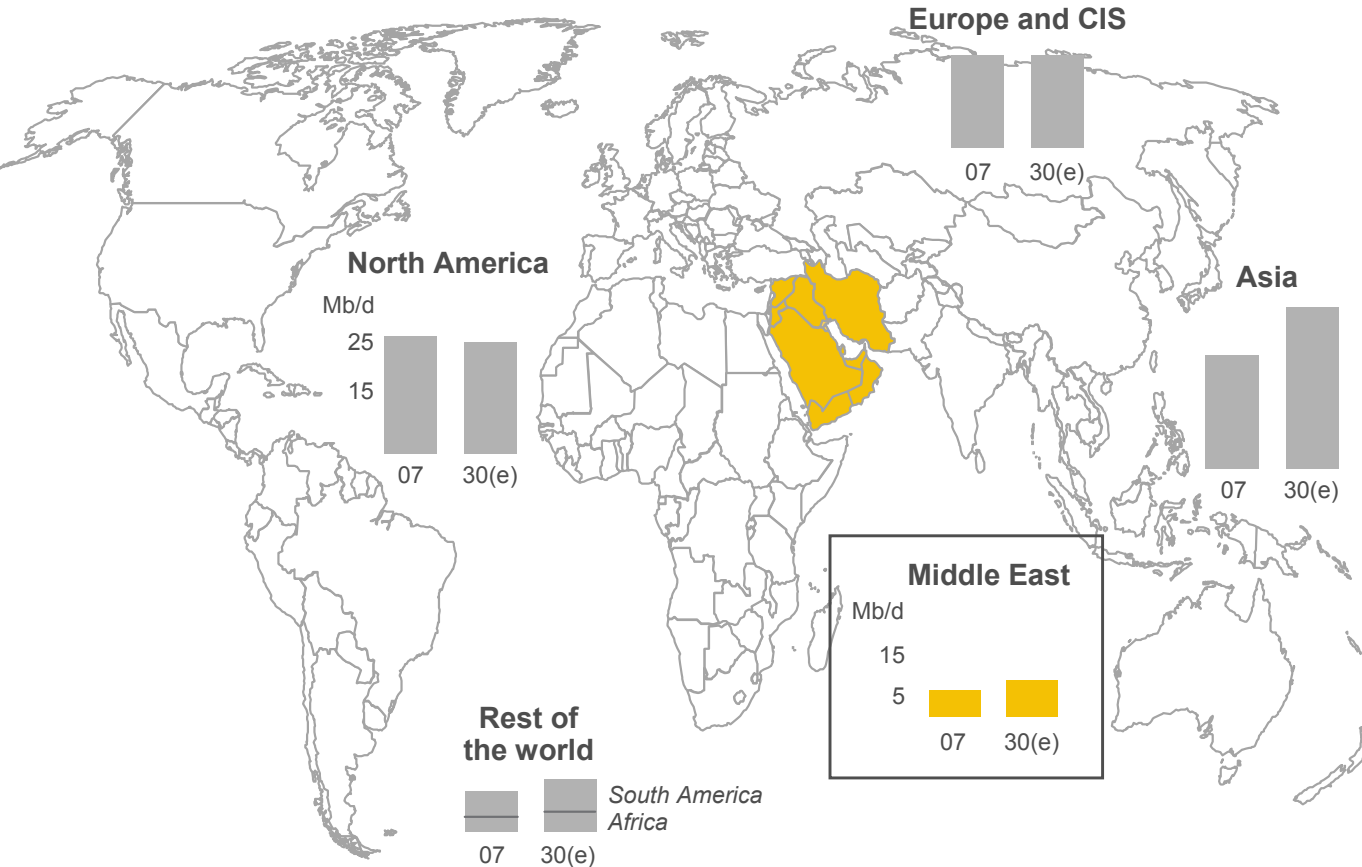 Europe and CIS
07 30(e)
North America
Mb/d
25
15
07 30(e)
Asia
07 30(e)
Middle East
Mb/d
15
5
07 30(e)
Rest of
the world
South America
Africa
07 30(e)